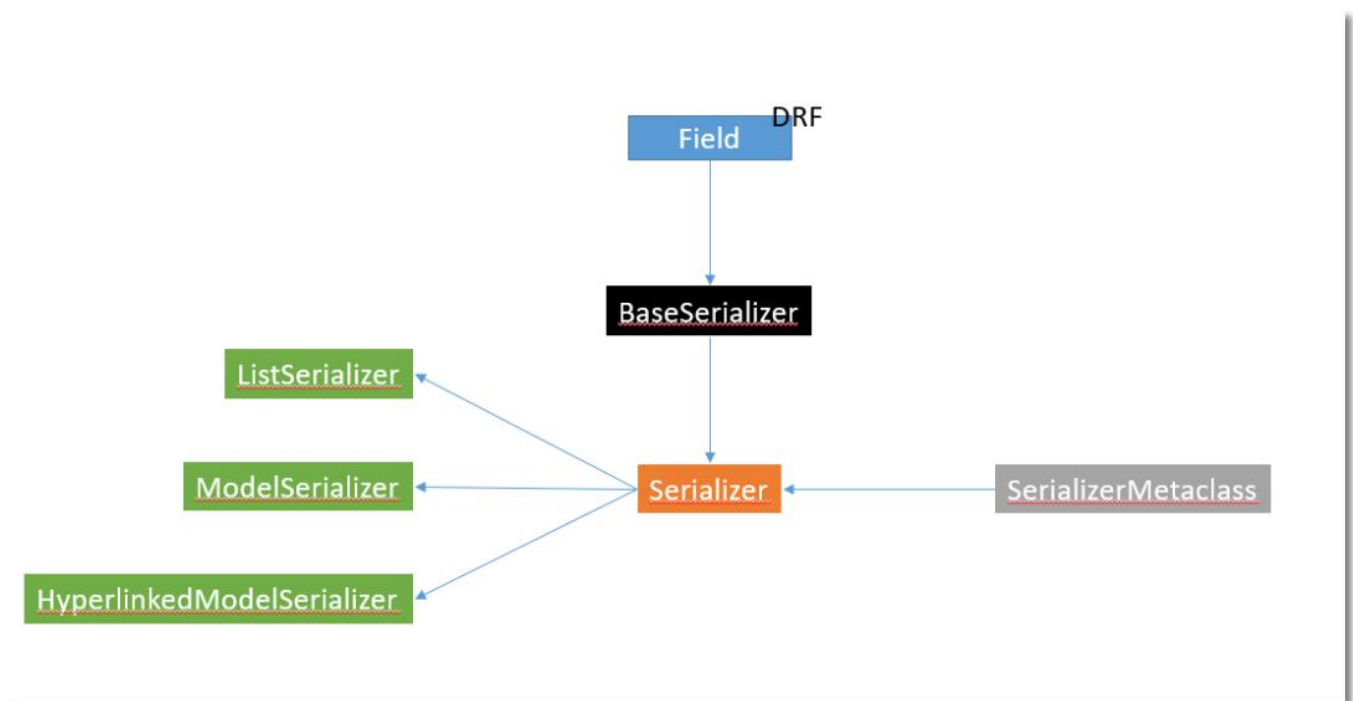 DRF
Field
BaseSerializer
ListSerializer
ModelSerializer
Serializer
SerializerMetaclass
HyperlinkedModelSerializer